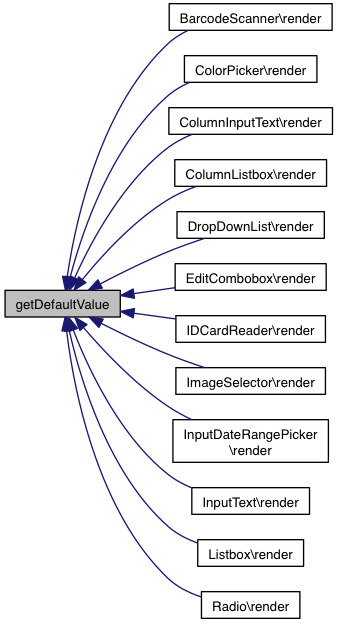 BarcodeScanner\render
ColorPicker\render
ColumnInputText\render
ColumnListbox\render
DropDownList\render
EditCombobox\render
getDefaultValue
IDCardReader\render
ImageSelector\render
InputDateRangePicker
\render
InputText\render
Listbox\render
Radio\render